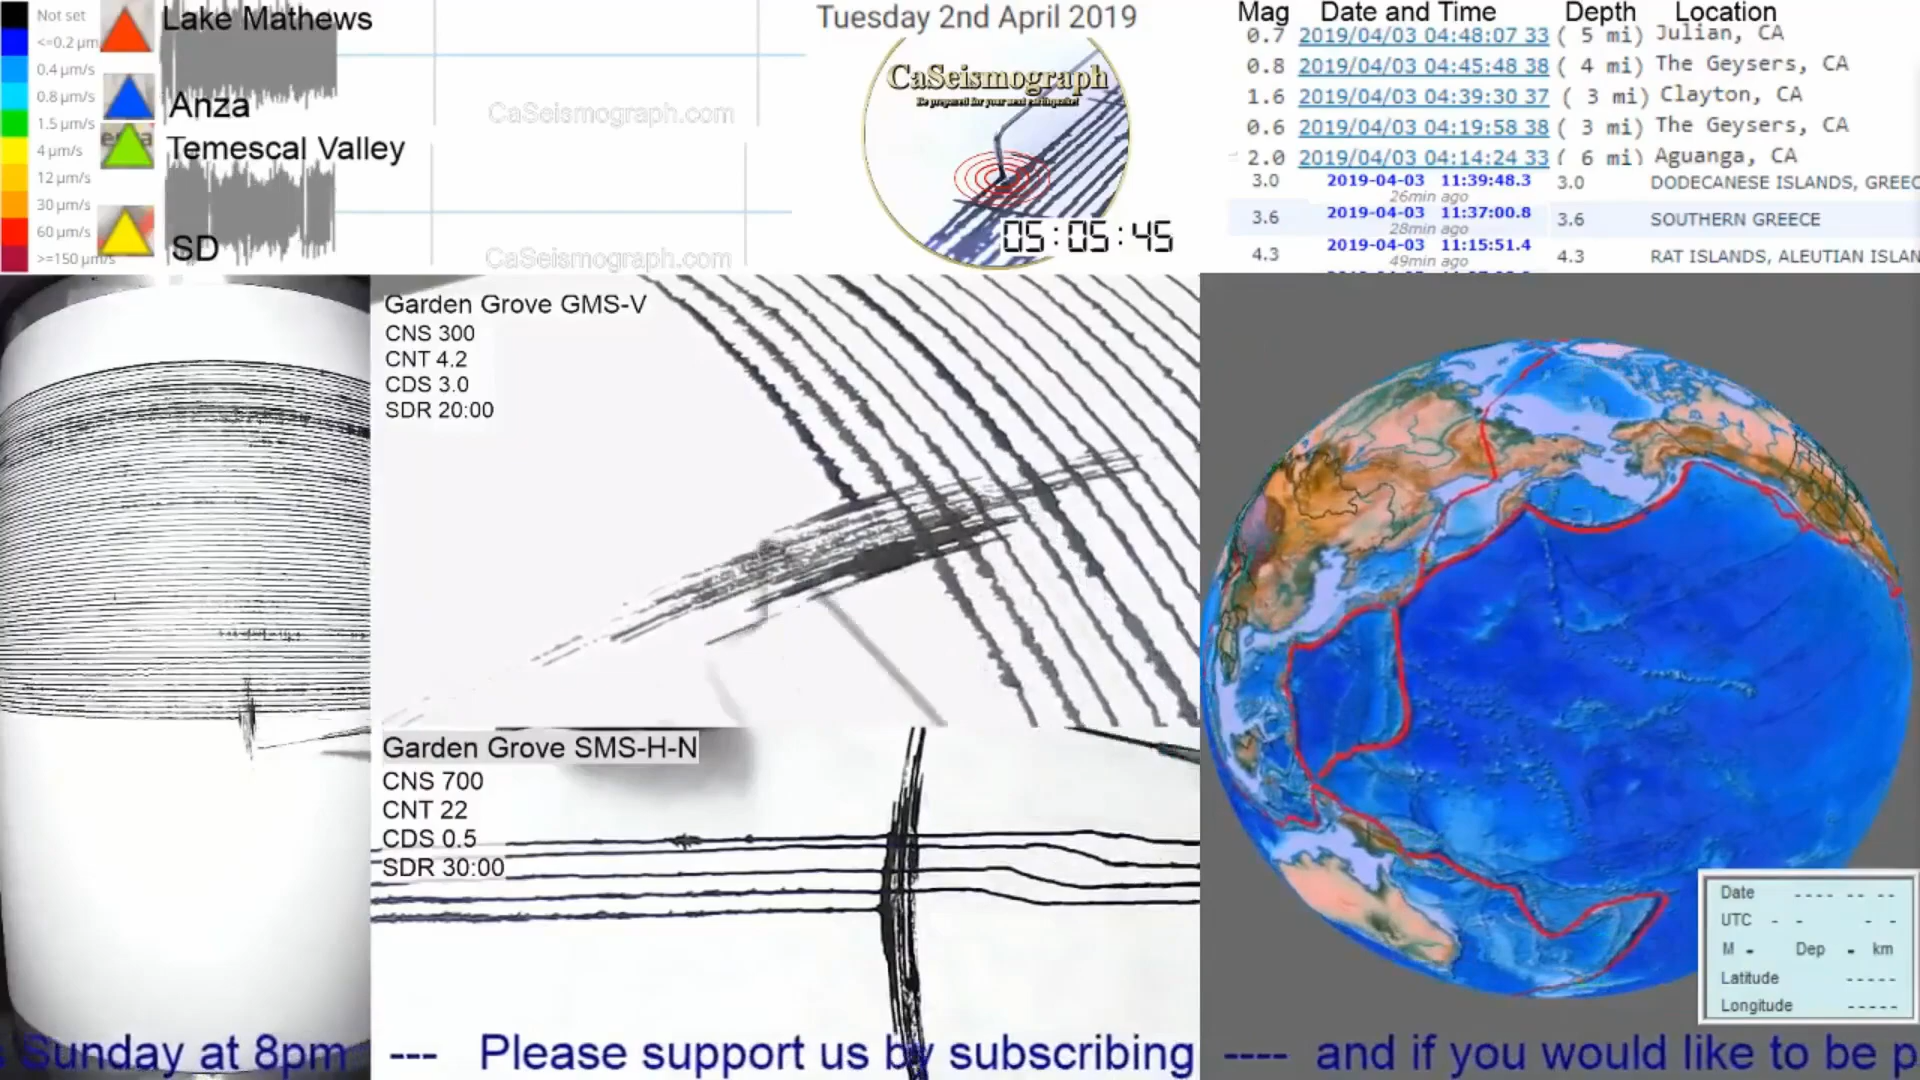 Not set
<=0.2 µm
0.4 µm/s
0.8 µm/s
1.5 µm/s
4 µm/s
12 µm/s
30 µm/s
60 µm/s
>=150 µm/s
Lake Mathews
Anza
Temescal Valley
SD
CaSeismograph.com
CaSeismograph.com
Tuesday 2nd April 2019
CaSeismograph
Be prepared for your next earthquake!
05:05:45
Mag Date and Time Depth Location
0.7 2019/04/03 04:48:07 33 ( 5 mi) Julian, CA
0.8 2019/04/03 04:45:48 38 ( 4 mi) The Geysers, CA
1.6 2019/04/03 04:39:30 37 ( 3 mi) Clayton, CA
0.6 2019/04/03 04:19:58 38 ( 3 mi) The Geysers, CA
2.0 2019/04/03 04:14:24 33 ( 6 mi) Aguanga, CA
3.0 2019-04-03 11:39:48.3 3.0 DODECANESE ISLANDS, GREEC
26min ago
3.6 2019-04-03 11:37:00.8 3.6 SOUTHERN GREECE
28min ago
4.3 2019-04-03 11:15:51.4 4.3 RAT ISLANDS, ALEUTIAN ISLAN
49min ago
Garden Grove GMS-V
CNS 300
CNT 4.2
CDS 3.0
SDR 20:00
Garden Grove SMS-H-N
CNS 700
CNT 22
CDS 0.5
SDR 30:00
Date ---- -- --
UTC - - - -
M - Dep - km
Latitude -----
Longitude -----
s Sunday at 8pm --- Please support us by subscribing ---- and if you would like to be p